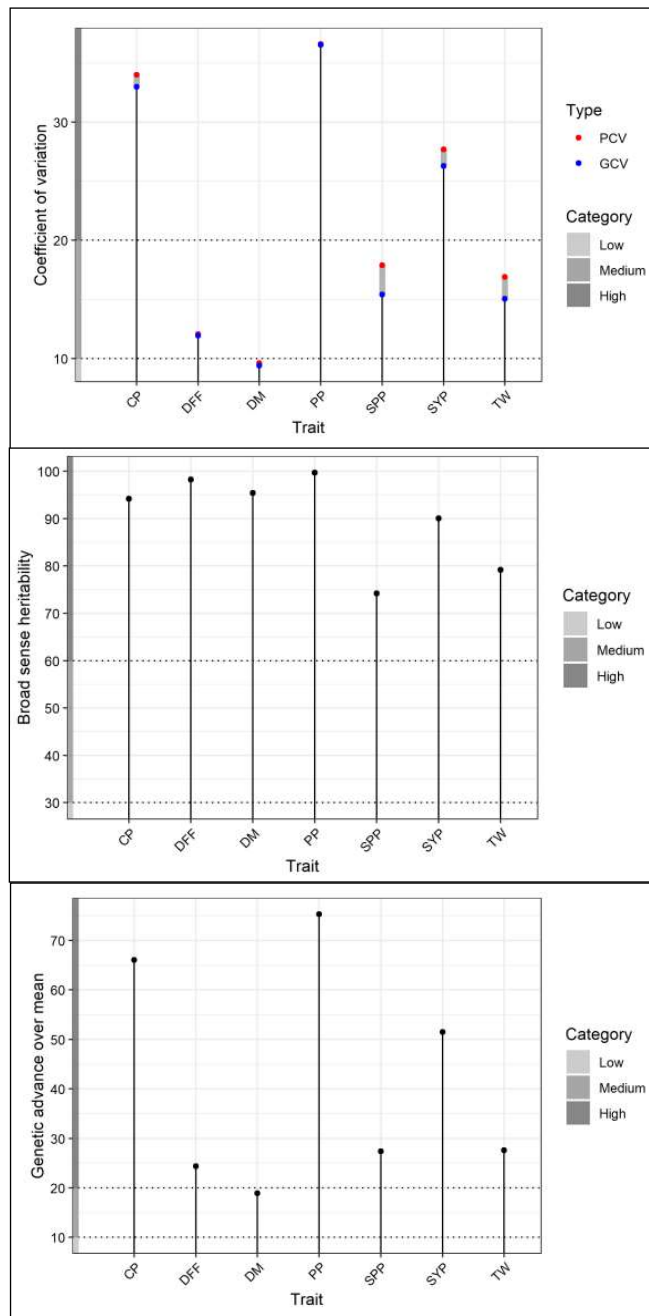 Coefficient of variation
30
20
10
CP
DFF
DM
PP
SPP
SYP
TW
Trait
Type
PCV
GCV
Category
Low
Medium
High
Broad sense heritability
100
90
80
70
60
50
40
30
CP
DFF
DM
PP
SPP
SYP
TW
Trait
Category
Low
Medium
High
Genetic advance over mean
70
60
50
40
30
20
10
CP
DFF
DM
PP
SPP
SYP
TW
Trait
Category
Low
Medium
High